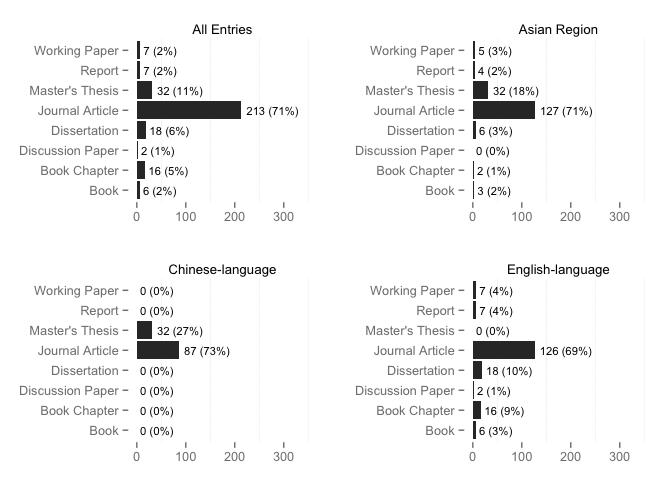 All Entries
Working Paper 7 (2%)
Report 7 (2%)
Master's Thesis 32 (11%)
Journal Article 213 (71%)
Dissertation 18 (6%)
Discussion Paper 2 (1%)
Book Chapter 16 (5%)
Book 6 (2%)
0 100 200 300
Asian Region
Working Paper 5 (3%)
Report 4 (2%)
Master's Thesis 32 (18%)
Journal Article 127 (71%)
Dissertation 6 (3%)
Discussion Paper 0 (0%)
Book Chapter 2 (1%)
Book 3 (2%)
0 100 200 300
Chinese-language
Working Paper 0 (0%)
Report 0 (0%)
Master's Thesis 32 (27%)
Journal Article 87 (73%)
Dissertation 0 (0%)
Discussion Paper 0 (0%)
Book Chapter 0 (0%)
Book 0 (0%)
0 100 200 300
English-language
Working Paper 7 (4%)
Report 7 (4%)
Master's Thesis 0 (0%)
Journal Article 126 (69%)
Dissertation 18 (10%)
Discussion Paper 2 (1%)
Book Chapter 16 (9%)
Book 6 (3%)
0 100 200 300